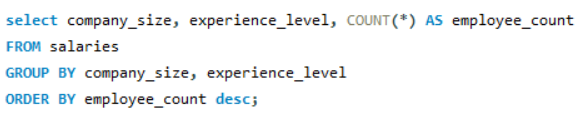 select company_size, experience_level, COUNT(*) AS employee_count
FROM salaries
GROUP BY company_size, experience_level
ORDER BY employee_count desc;